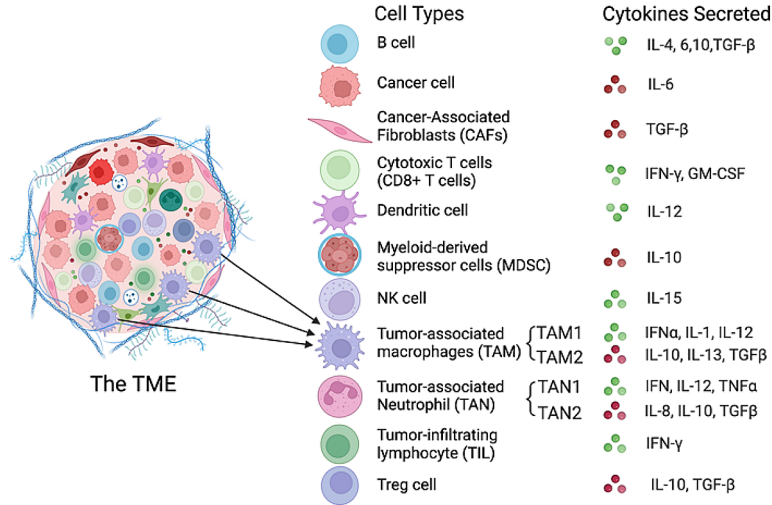 Cell Types Cytokines Secreted
B cell IL-4, 6,10,TGF-β
Cancer cell IL-6
Cancer-Associated
Fibroblasts (CAFs) TGF-β
Cytotoxic T cells
(CD8+ T cells) IFN-γ, GM-CSF
Dendritic cell IL-12
Myeloid-derived
suppressor cells (MDSC) IL-10
NK cell IL-15
Tumor-associated
macrophages (TAM)
TAM1 IFNα, IL-1, IL-12
TAM2 IL-10, IL-13, TGFβ
Tumor-associated
Neutrophil (TAN)
TAN1 IFN, IL-12, TNFα
TAN2 IL-8, IL-10, TGFβ
Tumor-infiltrating
lymphocyte (TIL) IFN-γ
Treg cell IL-10, TGF-β
The TME